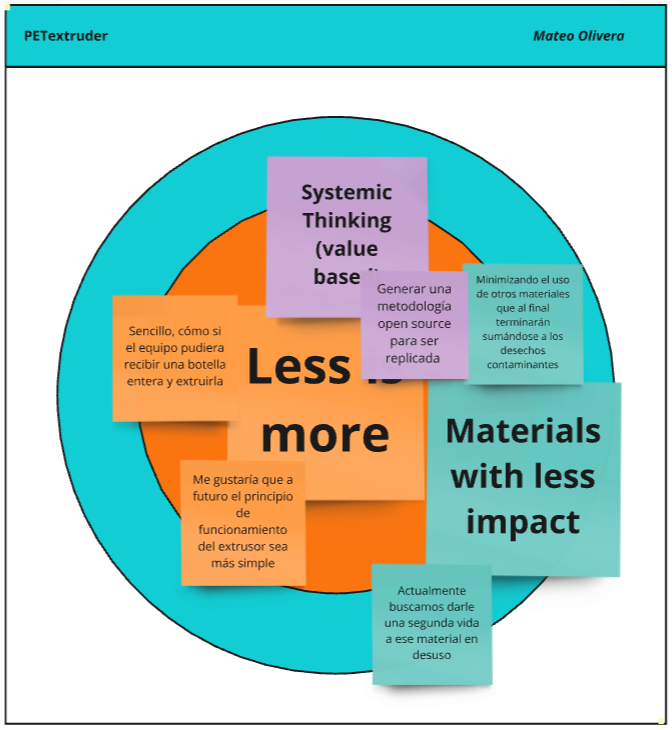 PETextruder
Mateo Olivera
Systemic
Thinking
(value
base
Generar una
metodología
open source
para ser
replicada
Minimizando el uso
de otros materiales
que al final
terminarán
sumándose a los
desechos
contaminantes
Sencillo, cómo si
el equipo pudiera
recibir una botella
entera y extruirla
Less is
more
Materials
with less
impact
Me gustaría que a
futuro el principio
de
funcionamiento
del extrusor sea
más simple
Actualmente
buscamos darle
una segunda vida
a ese material en
desuso